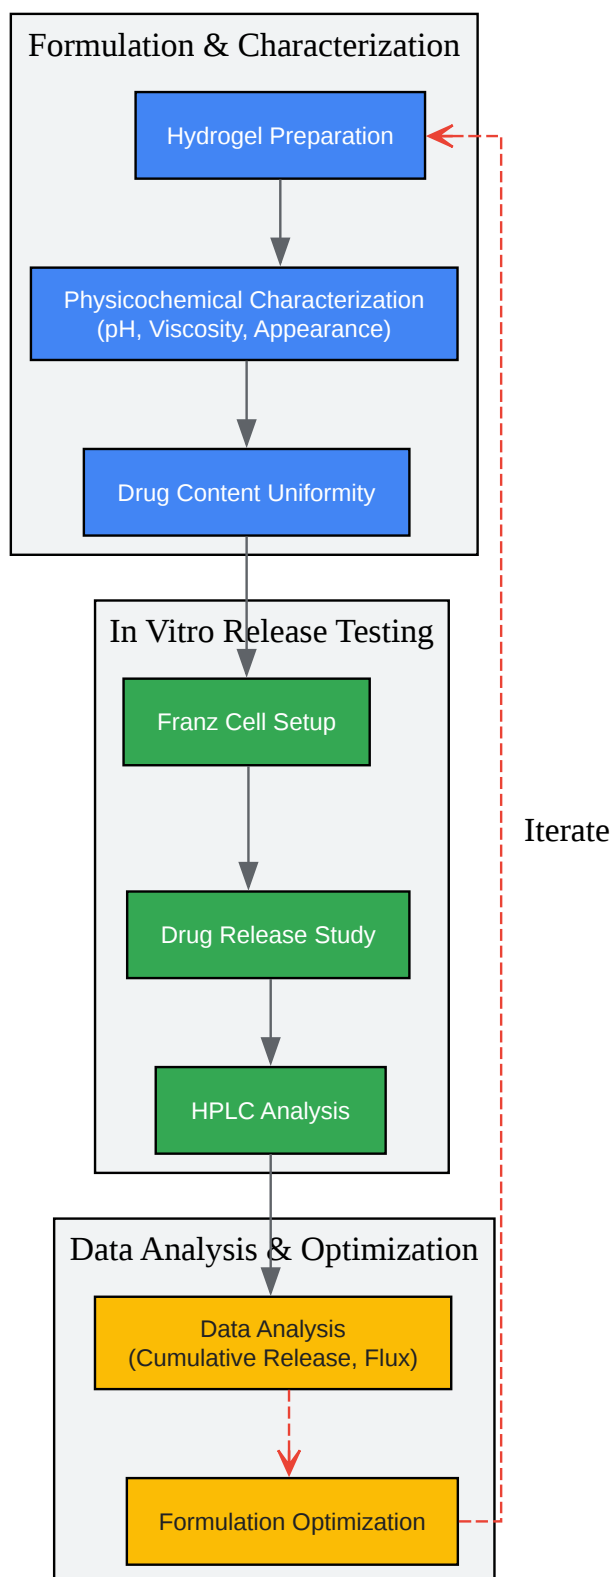 Formulation & Characterization
Hydrogel Preparation
Physicochemical Characterization
(pH, Viscosity, Appearance)
Drug Content Uniformity
In Vitro Release Testing
Franz Cell Setup
Iterate
Drug Release Study
HPLC Analysis
Data Analysis & Optimization
Data Analysis
(Cumulative Release, Flux)
Formulation Optimization